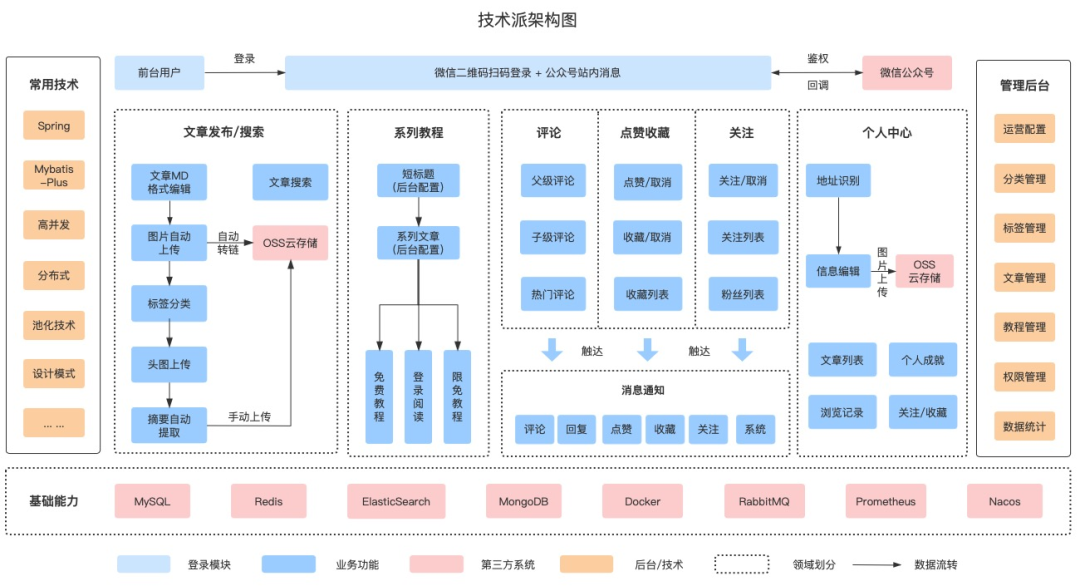 技术派架构图
常用技术
Spring
Mybatis
-Plus
高并发
分布式
池化技术
设计模式
... ...
前台用户
登录
微信二维码扫码登录 + 公众号站内消息
鉴权
回调
微信公众号
文章发布/搜索
文章MD
格式编辑
文章搜索
图片自动
上传
自动
转链
OSS云存储
标签分类
头图上传
摘要自动
提取
手动上传
系列教程
短标题
(后台配置)
系列文章
(后台配置)
免费教程
登录阅读
限免教程
评论
父级评论
子级评论
热门评论
点赞收藏
点赞/取消
收藏/取消
收藏列表
关注
关注/取消
关注列表
粉丝列表
触达
触达
消息通知
评论
回复
点赞
收藏
关注
系统
个人中心
地址识别
信息编辑
图片上传
OSS
云存储
文章列表
个人成就
浏览记录
关注/收藏
管理后台
运营配置
分类管理
标签管理
文章管理
教程管理
权限管理
数据统计
基础能力
MySQL
Redis
ElasticSearch
MongoDB
Docker
RabbitMQ
Prometheus
Nacos
登录模块
业务功能
第三方系统
后台/技术
领域划分
数据流转